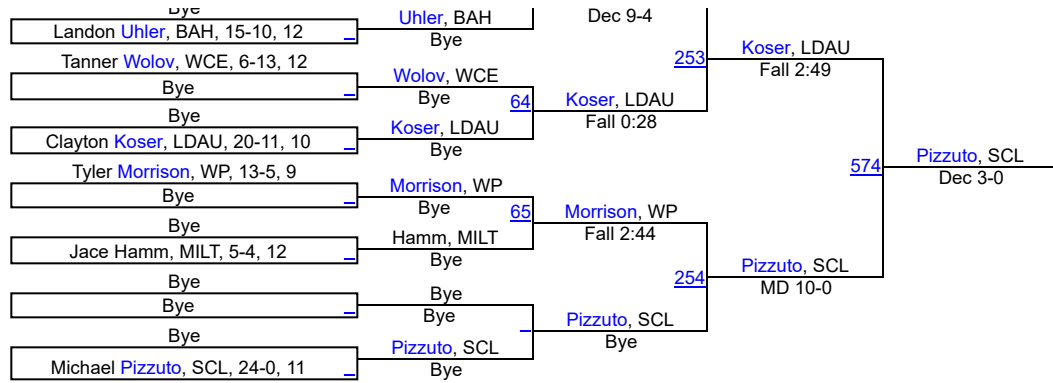 Bye
Landon Uhler, BAH, 15-10, 12
Tanner Wolov, WCE, 6-13, 12
Bye
Bye
Clayton Koser, LDAU, 20-11, 10
Tyler Morrison, WP, 13-5, 9
Bye
Bye
Jace Hamm, MILT, 5-4, 12
Bye
Bye
Bye
Michael Pizzuto, SCL, 24-0, 11
Uhler, BAH
Bye
Wolov, WCE
Bye
64
Koser, LDAU
Bye
Morrison, WP
Bye
65
Hamm, MILT
Bye
Bye
Bye
Pizzuto, SCL
Bye
Dec 9-4
253
Koser, LDAU
Fall 0:28
Morrison, WP
Fall 2:44
254
Pizzuto, SCL
Bye
Koser, LDAU
Fall 2:49
574
Pizzuto, SCL
MD 10-0
Pizzuto, SCL
Dec 3-0